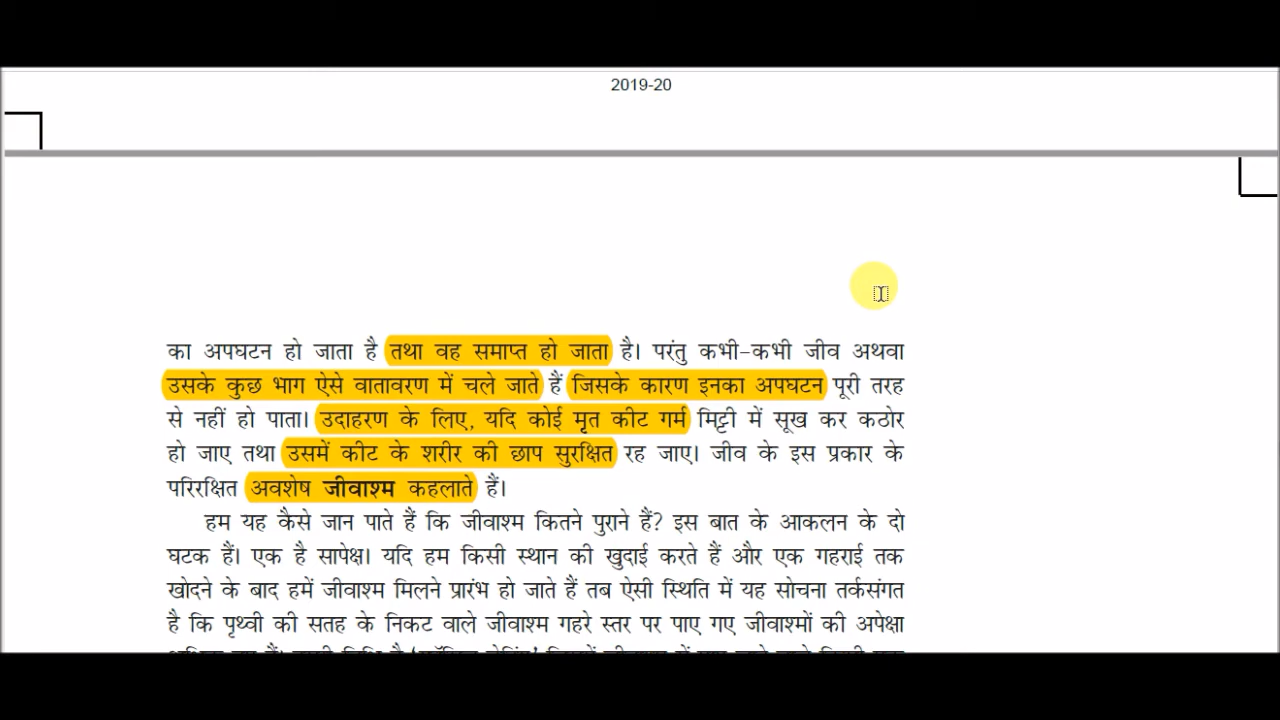 2019-20
का अपघटन हो जाता है तथा वह समाप्त हो जाता है। परंतु कभी-कभी जीव अथवा
उसके कुछ भाग ऐसे वातावरण में चले जाते हैं जिसके कारण इनका अपघटन पूरी तरह
से नहीं हो पाता। उदाहरण के लिए, यदि कोई मृत कीट गर्म मिट्टी में सूख कर कठोर
हो जाए तथा उसमें कीट के शरीर की छाप सुरक्षित रह जाए। जीव के इस प्रकार के
परिरक्षित अवशेष जीवाश्म कहलाते हैं।
हम यह कैसे जान पाते हैं कि जीवाश्म कितने पुराने हैं? इस बात के आकलन के दो
घटक हैं। एक है सापेक्ष। यदि हम किसी स्थान की खुदाई करते हैं और एक गहराई तक
खोदने के बाद हमें जीवाश्म मिलने प्रारंभ हो जाते हैं तब ऐसी स्थिति में यह सोचना तर्कसंगत
है कि पृथ्वी की सतह के निकट वाले जीवाश्म गहरे स्तर पर पाए गए जीवाश्मों की अपेक्षा